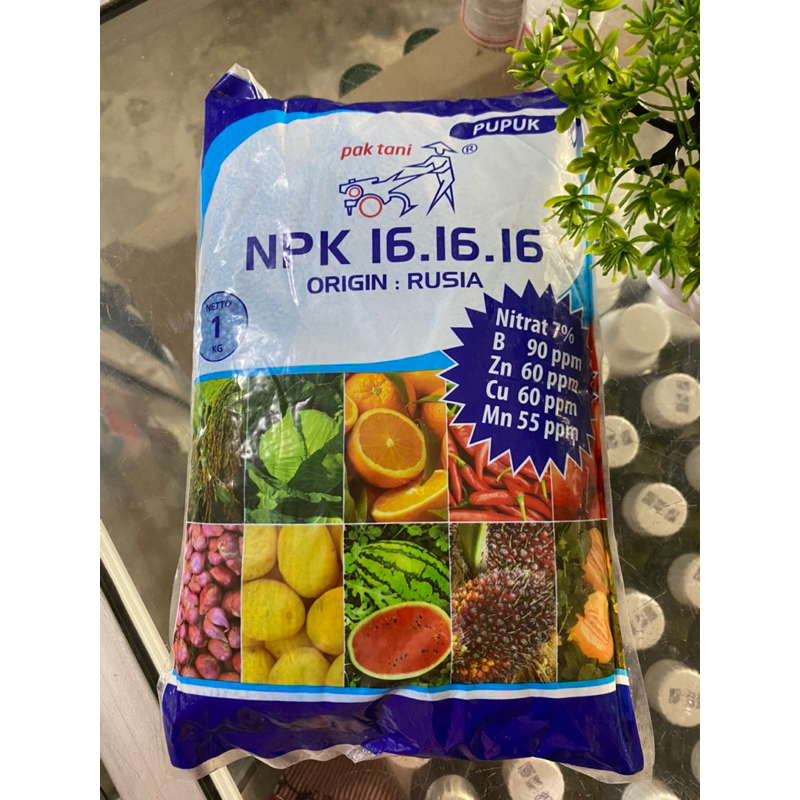 PUPUK
pak tani ®
NPK 16.16.16
ORIGIN : RUSIA
NETTO
1
KG
Nitrat 7%
B 90 ppm
Zn 60 ppm
Cu 60 ppm
Mn 55 ppm